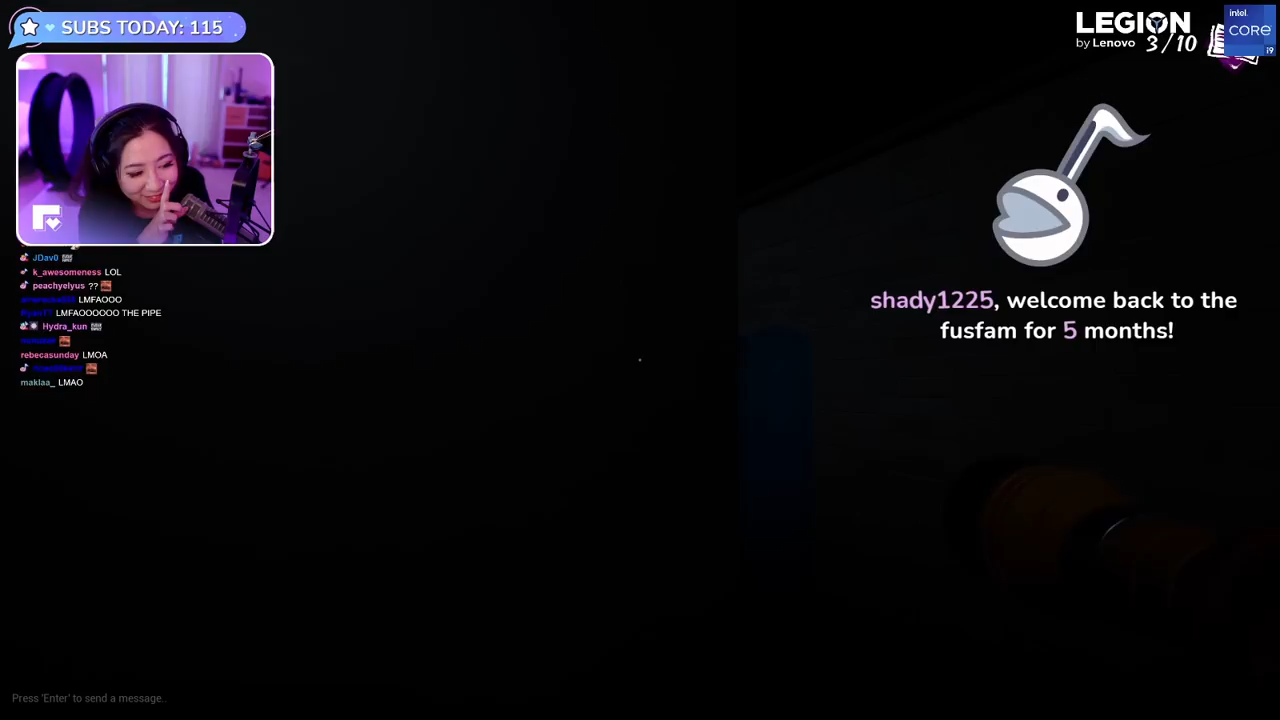 SUBS TODAY: 115
LEGION
by Lenovo
3/10
intel
CORE
i9
JDav0
k_awesomeness LOL
peachyelyus ??
LMFAOOO
LMFAOOOOOO THE PIPE
Hydra_kun
rebecasunday LMOA
maklaa_ LMAO
shady1225, welcome back to the
fusfam for 5 months!
Press 'Enter' to send a message..